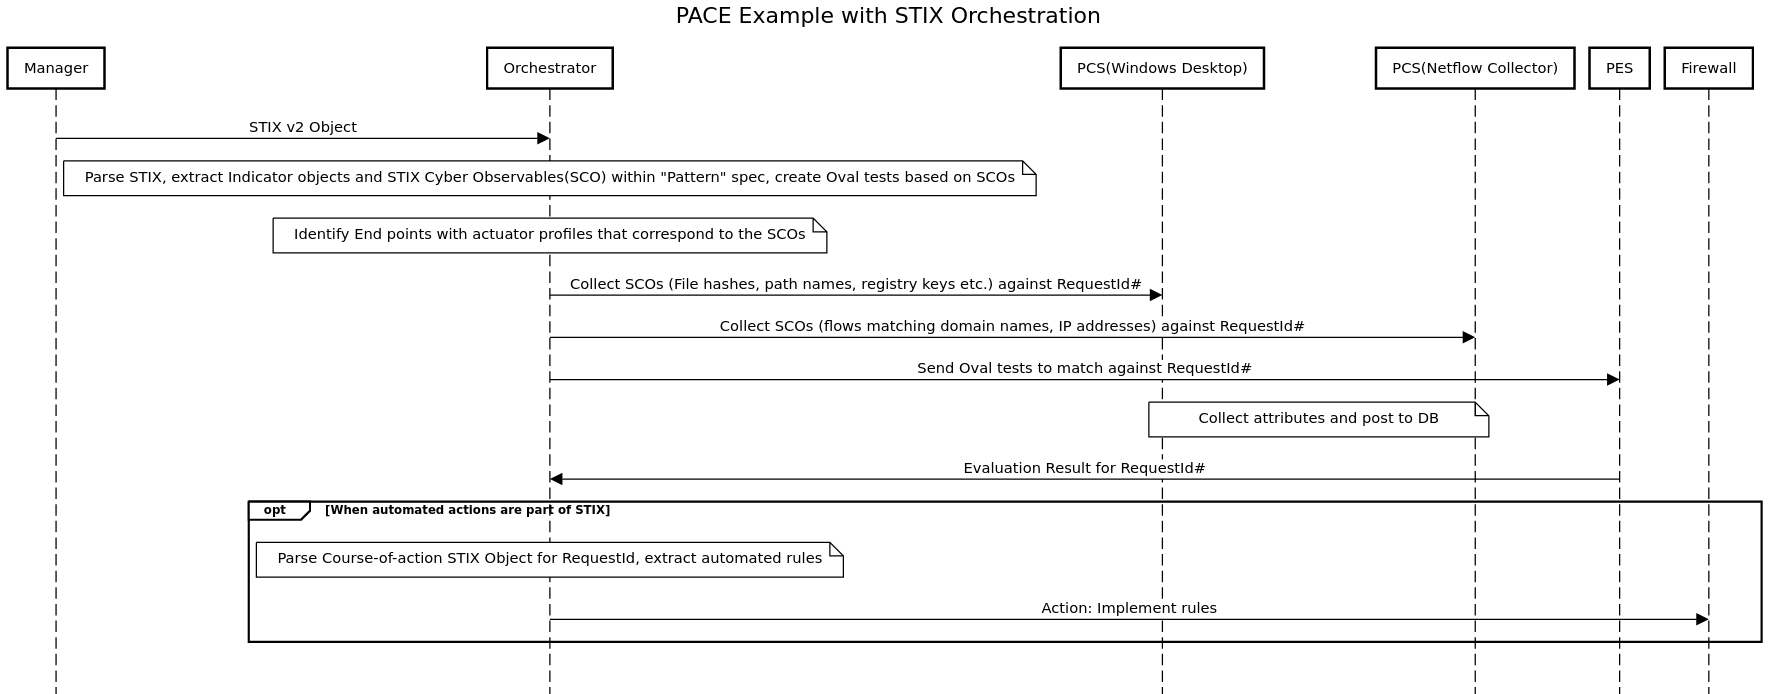 PACE Example with STIX Orchestration
Manager
Orchestrator
PCS(Windows Desktop)
PCS(Netflow Collector)
PES
Firewall
STIX v2 Object
Parse STIX, extract Indicator objects and STIX Cyber Observables(SCO) within "Pattern" spec, create Oval tests based on SCOs
Identify End points with actuator profiles that correspond to the SCOs
Collect SCOs (File hashes, path names, registry keys etc.) against RequestId#
Collect SCOs (flows matching domain names, IP addresses) against RequestId#
Send Oval tests to match against RequestId#
Collect attributes and post to DB
Evaluation Result for RequestId#
opt
[When automated actions are part of STIX]
Parse Course-of-action STIX Object for RequestId, extract automated rules
Action: Implement rules